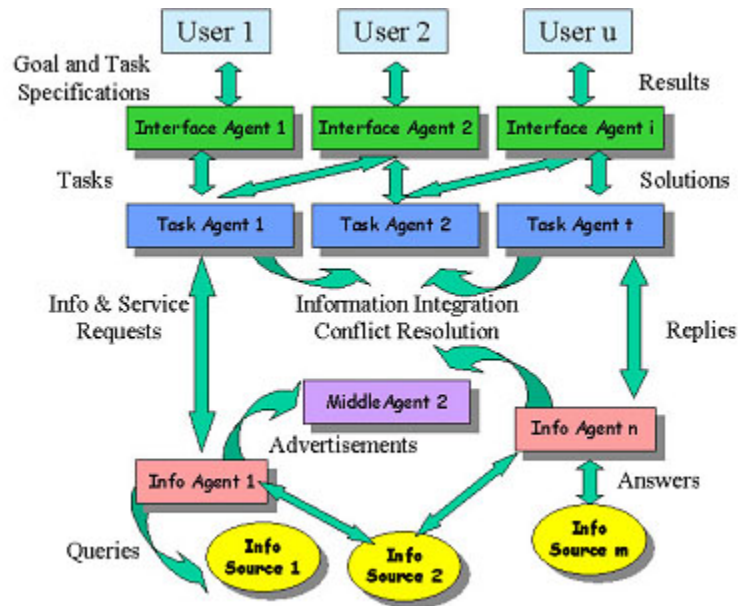 User 1
User 2
User u
Goal and Task
Specifications
Results
Interface Agent 1
Interface Agent 2
Interface Agent i
Tasks
Solutions
Task Agent 1
Task Agent 2
Task Agent t
Info & Service
Requests
Information Integration
Conflict Resolution
Replies
MiddleAgent 2
Info Agent n
Advertisements
Info Agent 1
Answers
Queries
Info
Source 1
Info
Source 2
Info
Source m